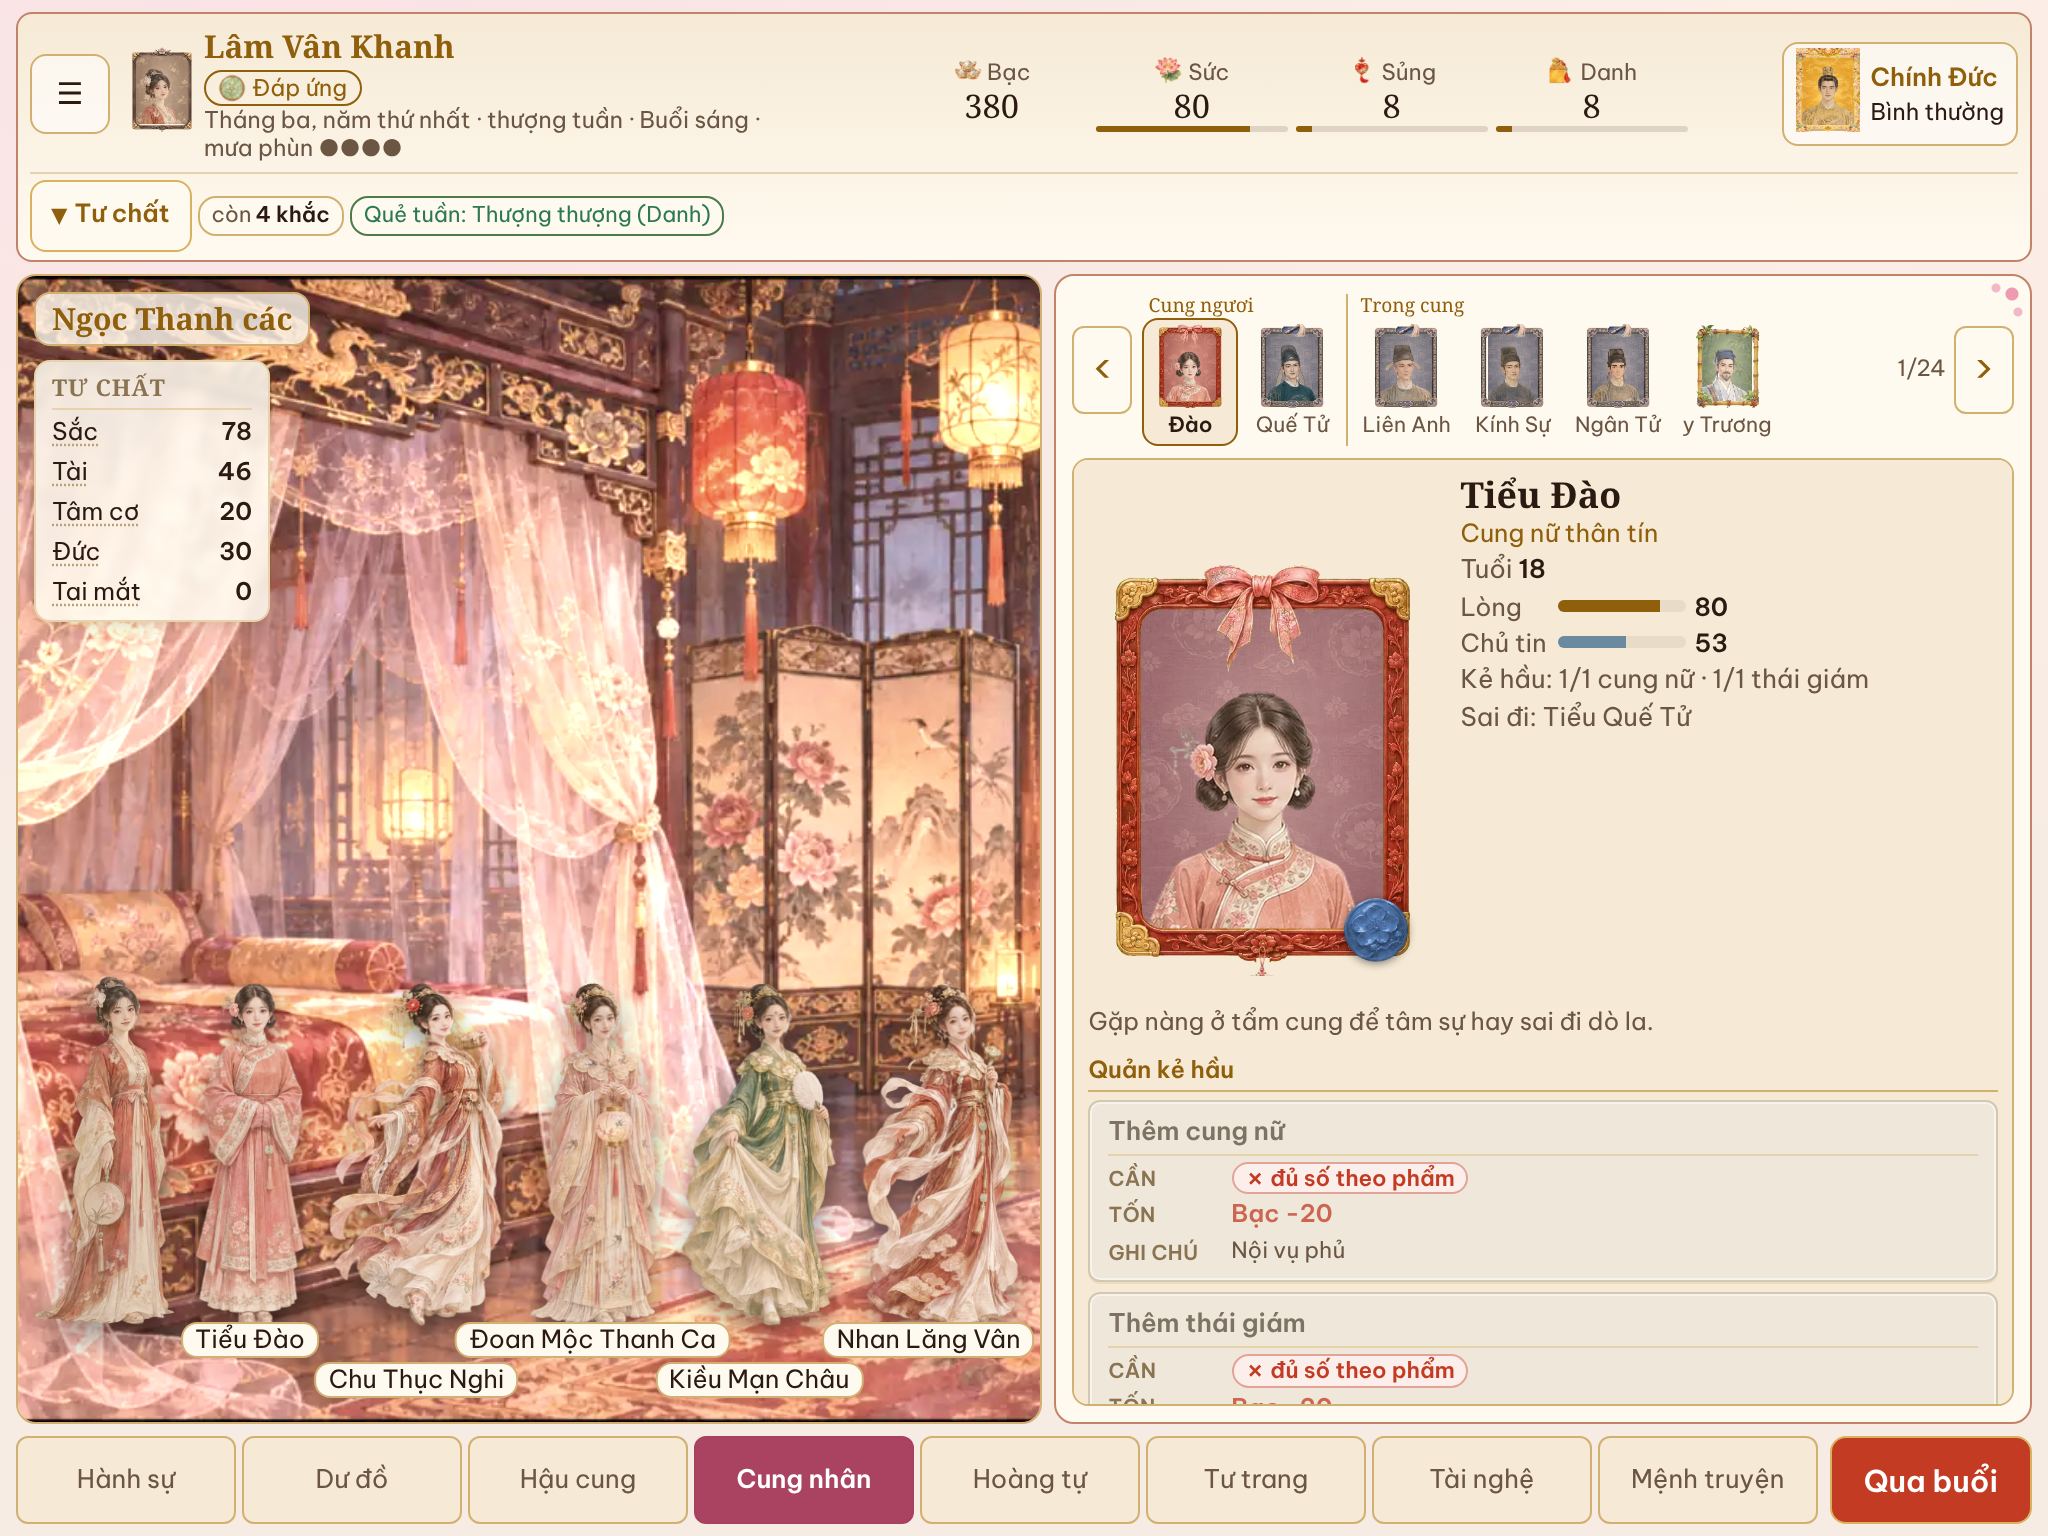 ☰
Lâm Vân Khanh
Đáp ứng
Tháng ba, năm thứ nhất · thượng tuần · Buổi sáng ·
mưa phùn ●●●●
Bạc
380
Sức
80
Sủng
8
Danh
8
Chính Đức
Bình thường
▼ Tư chất
còn 4 khắc
Quẻ tuần: Thượng thượng (Danh)
Ngọc Thanh các
TƯ CHẤT
Sắc 78
Tài 46
Tâm cơ 20
Đức 30
Tai mắt 0
Tiểu Đào
Đoan Mộc Thanh Ca
Nhan Lăng Vân
Chu Thục Nghi
Kiều Mạn Châu
Cung ngươi
Trong cung
‹
Đào
Quế Tử
Liên Anh
Kính Sự
Ngân Tử
y Trương
1/24
›
Tiểu Đào
Cung nữ thân tín
Tuổi 18
Lòng 80
Chủ tin 53
Kẻ hầu: 1/1 cung nữ · 1/1 thái giám
Sai đi: Tiểu Quế Tử
Gặp nàng ở tẩm cung để tâm sự hay sai đi dò la.
Quản kẻ hầu
Thêm cung nữ
CẦN × đủ số theo phẩm
TỐN Bạc -20
GHI CHÚ Nội vụ phủ
Thêm thái giám
CẦN × đủ số theo phẩm
TỐN Bạc -20
Hành sự
Dư đồ
Hậu cung
Cung nhân
Hoàng tự
Tư trang
Tài nghệ
Mệnh truyện
Qua buổi